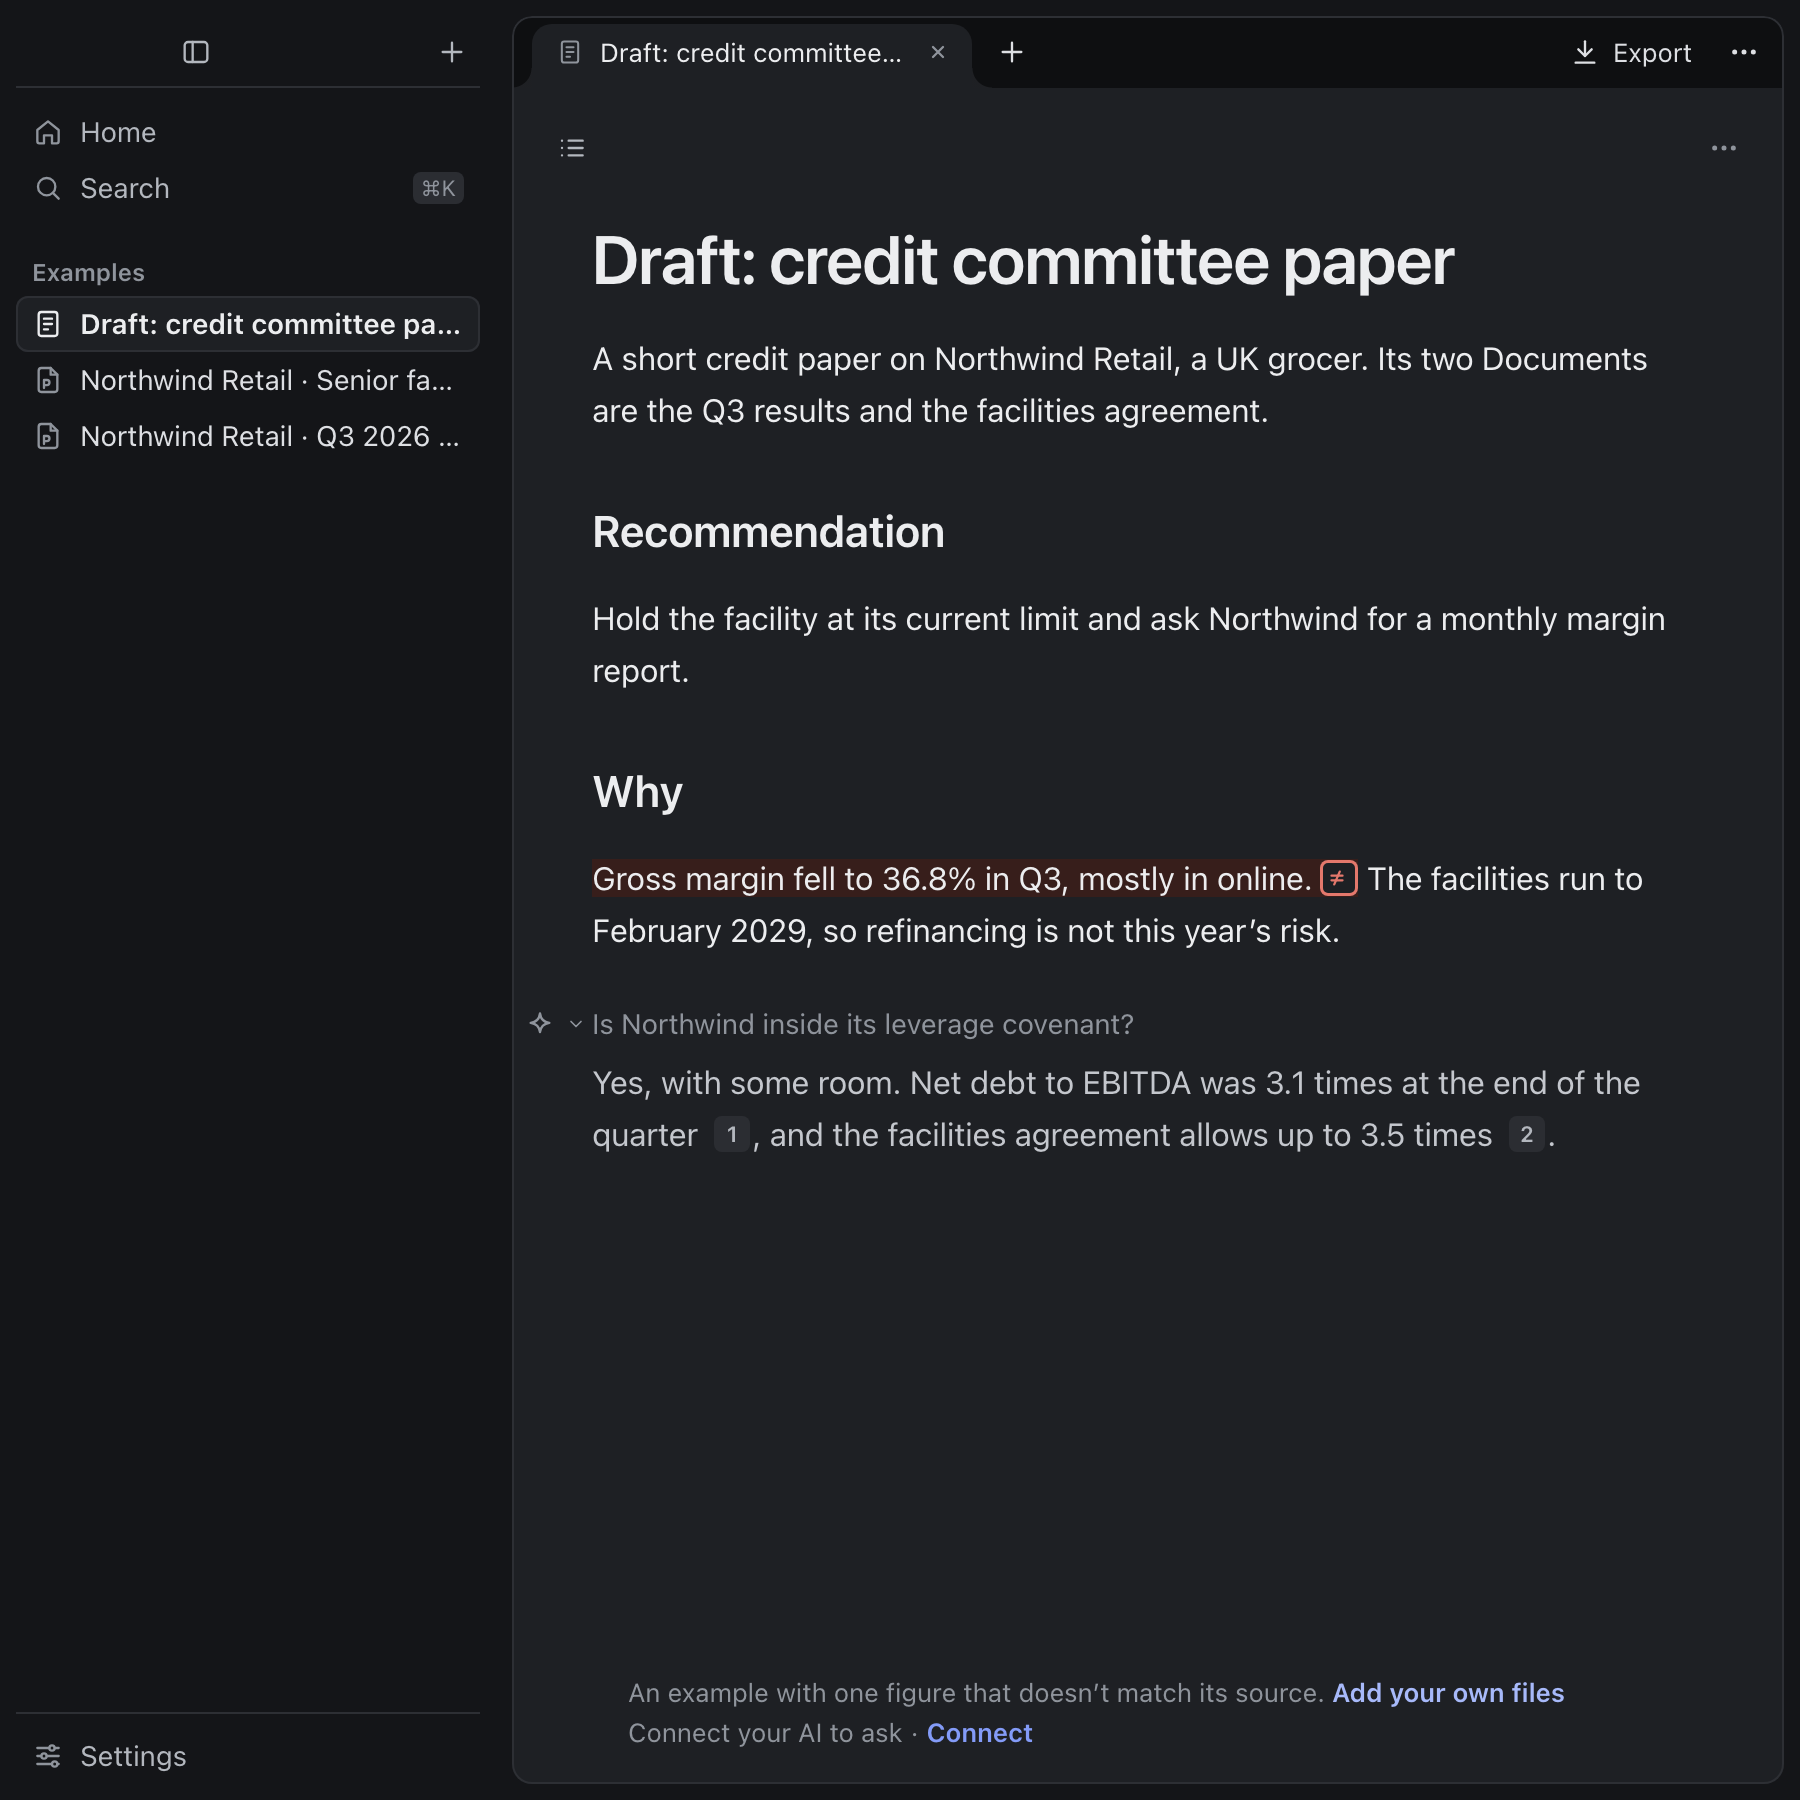 Draft: credit committee...
Export
Home
Search
⌘K
Examples
Draft: credit committee pa...
Northwind Retail · Senior fa...
Northwind Retail · Q3 2026 ...
Draft: credit committee paper
A short credit paper on Northwind Retail, a UK grocer. Its two Documents
are the Q3 results and the facilities agreement.
Recommendation
Hold the facility at its current limit and ask Northwind for a monthly margin
report.
Why
Gross margin fell to 36.8% in Q3, mostly in online. ≠ The facilities run to
February 2029, so refinancing is not this year’s risk.
Is Northwind inside its leverage covenant?
Yes, with some room. Net debt to EBITDA was 3.1 times at the end of the
quarter 1, and the facilities agreement allows up to 3.5 times 2.
An example with one figure that doesn’t match its source. Add your own files
Connect your AI to ask · Connect
Settings